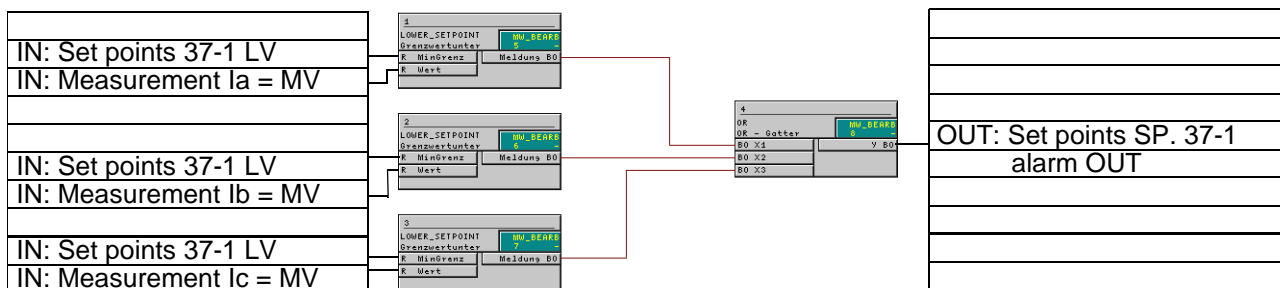 IN: Set points 37-1 LV
IN: Measurement Ia = MV
IN: Set points 37-1 LV
IN: Measurement Ib = MV
IN: Set points 37-1 LV
IN: Measurement Ic = MV
1
LOWER_SETPOINT MW_BEARB
Grenzwertunter 5 -
R MinGrenz Meldung BO
R Wert
2
LOWER_SETPOINT MW_BEARB
Grenzwertunter 6 -
R MinGrenz Meldung BO
R Wert
3
LOWER_SETPOINT MW_BEARB
Grenzwertunter 7 -
R MinGrenz Meldung BO
R Wert
4
OR MW_BEARB
OR - Gatter 8 -
BO X1 Y BO
BO X2
BO X3
OUT: Set points SP. 37-1
alarm OUT